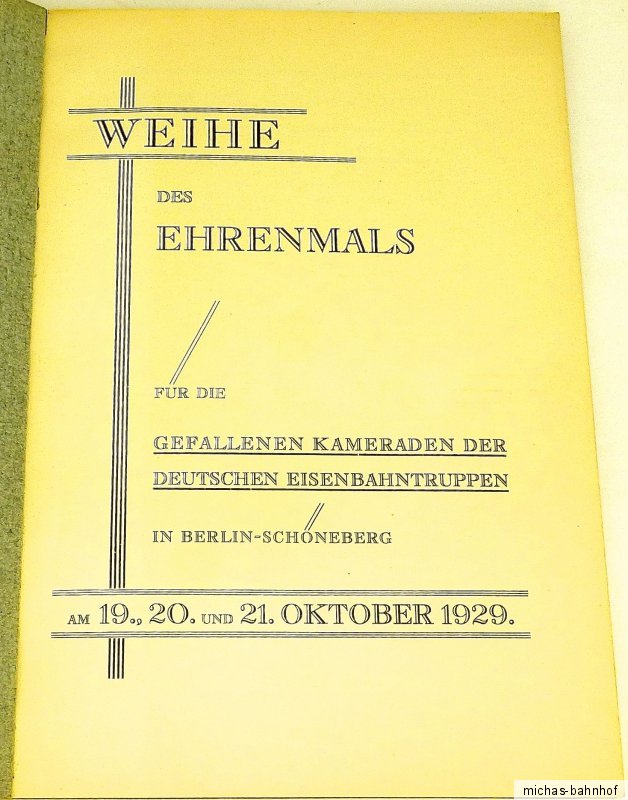 WEIHE
DES
EHRENMALS
FÜR DIE
GEFALLENEN KAMERADEN DER
DEUTSCHEN EISENBAHNTRUPPEN
IN BERLIN-SCHÖNEBERG
AM 19., 20. UND 21. OKTOBER 1929.
michas-bahnhof